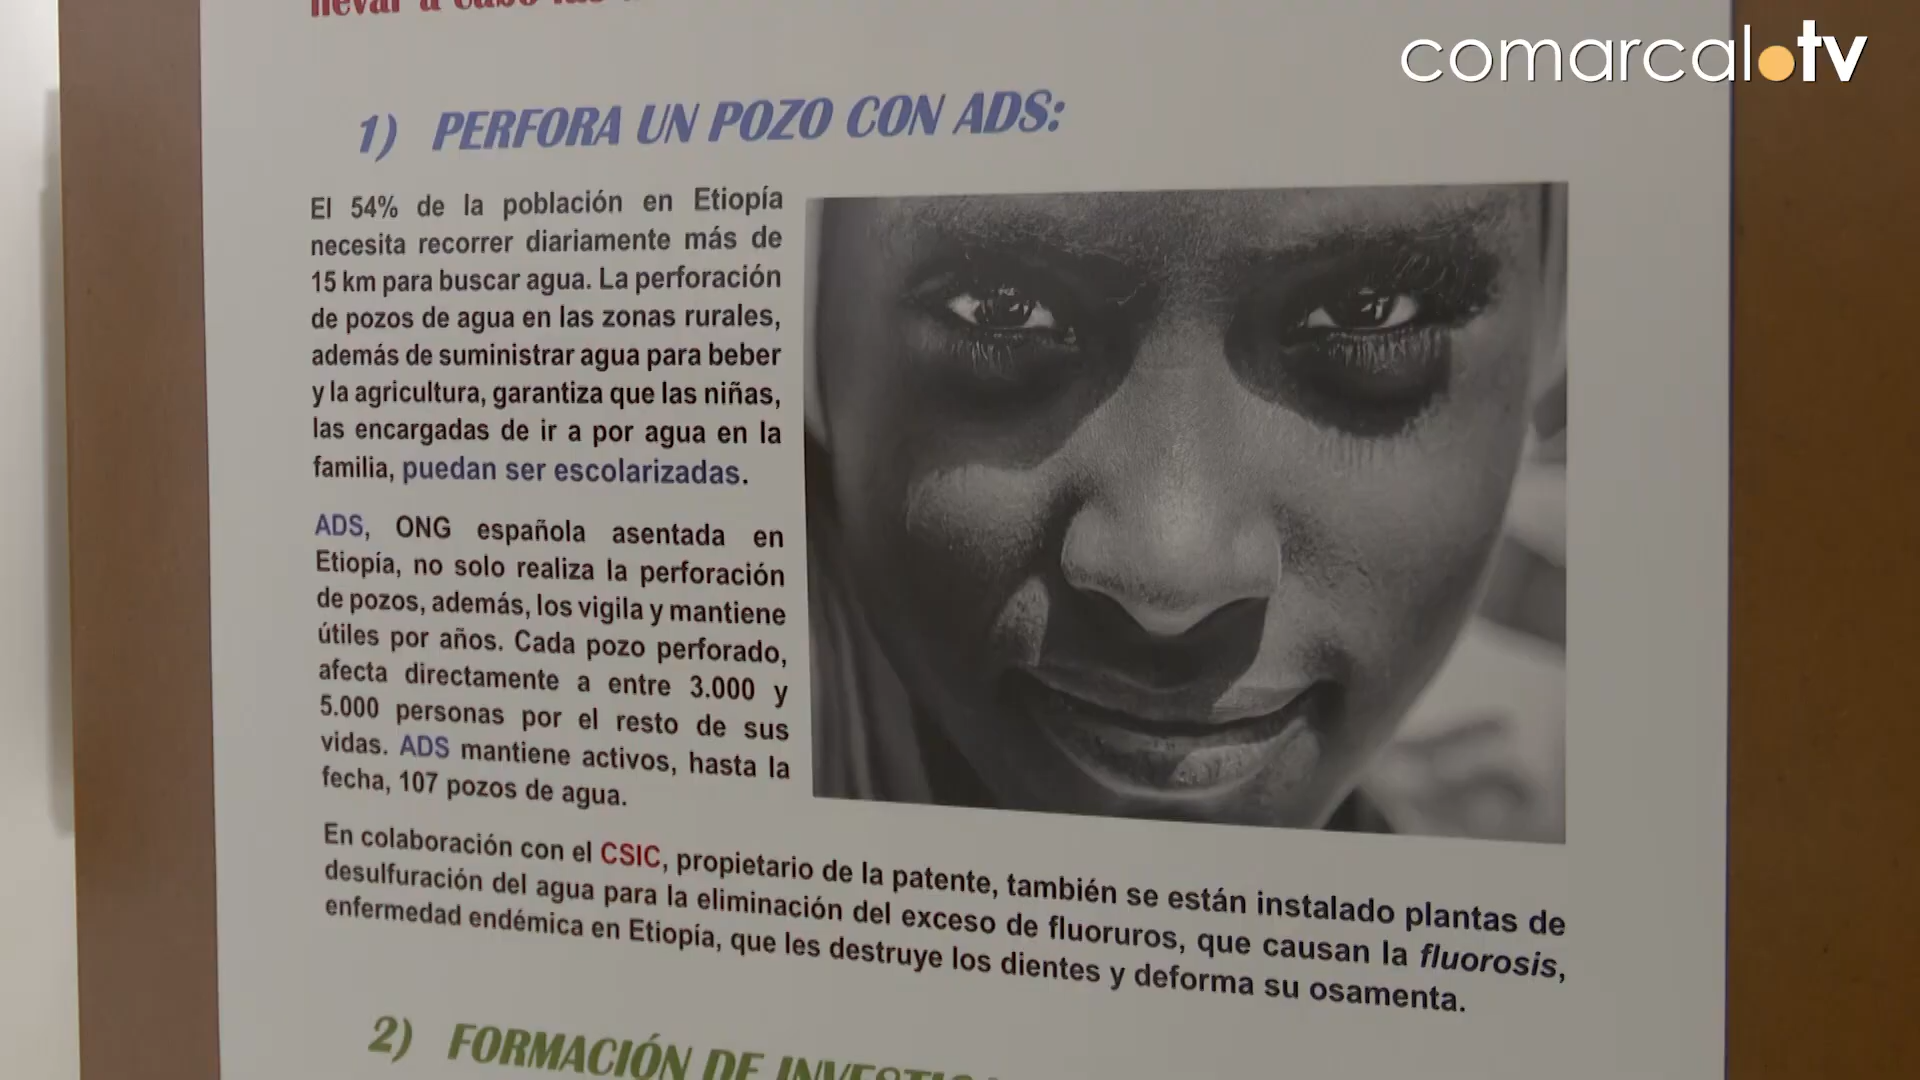 comarcal.tv
1) PERFORA UN POZO CON ADS:
El 54% de la población en Etiopía
necesita recorrer diariamente más de
15 km para buscar agua. La perforación
de pozos de agua en las zonas rurales,
además de suministrar agua para beber
y la agricultura, garantiza que las niñas,
las encargadas de ir a por agua en la
familia, puedan ser escolarizadas.
ADS, ONG española asentada en
Etiopía, no solo realiza la perforación
de pozos, además, los vigila y mantiene
útiles por años. Cada pozo perforado,
afecta directamente a entre 3.000 y
5.000 personas por el resto de sus
vidas. ADS mantiene activos, hasta la
fecha, 107 pozos de agua.
En colaboración con el CSIC, propietario de la patente, también se están instalado plantas de
desulfuración del agua para la eliminación del exceso de fluoruros, que causan la fluorosis,
enfermedad endémica en Etiopía, que les destruye los dientes y deforma su osamenta.
2) FORMACIÓN DE